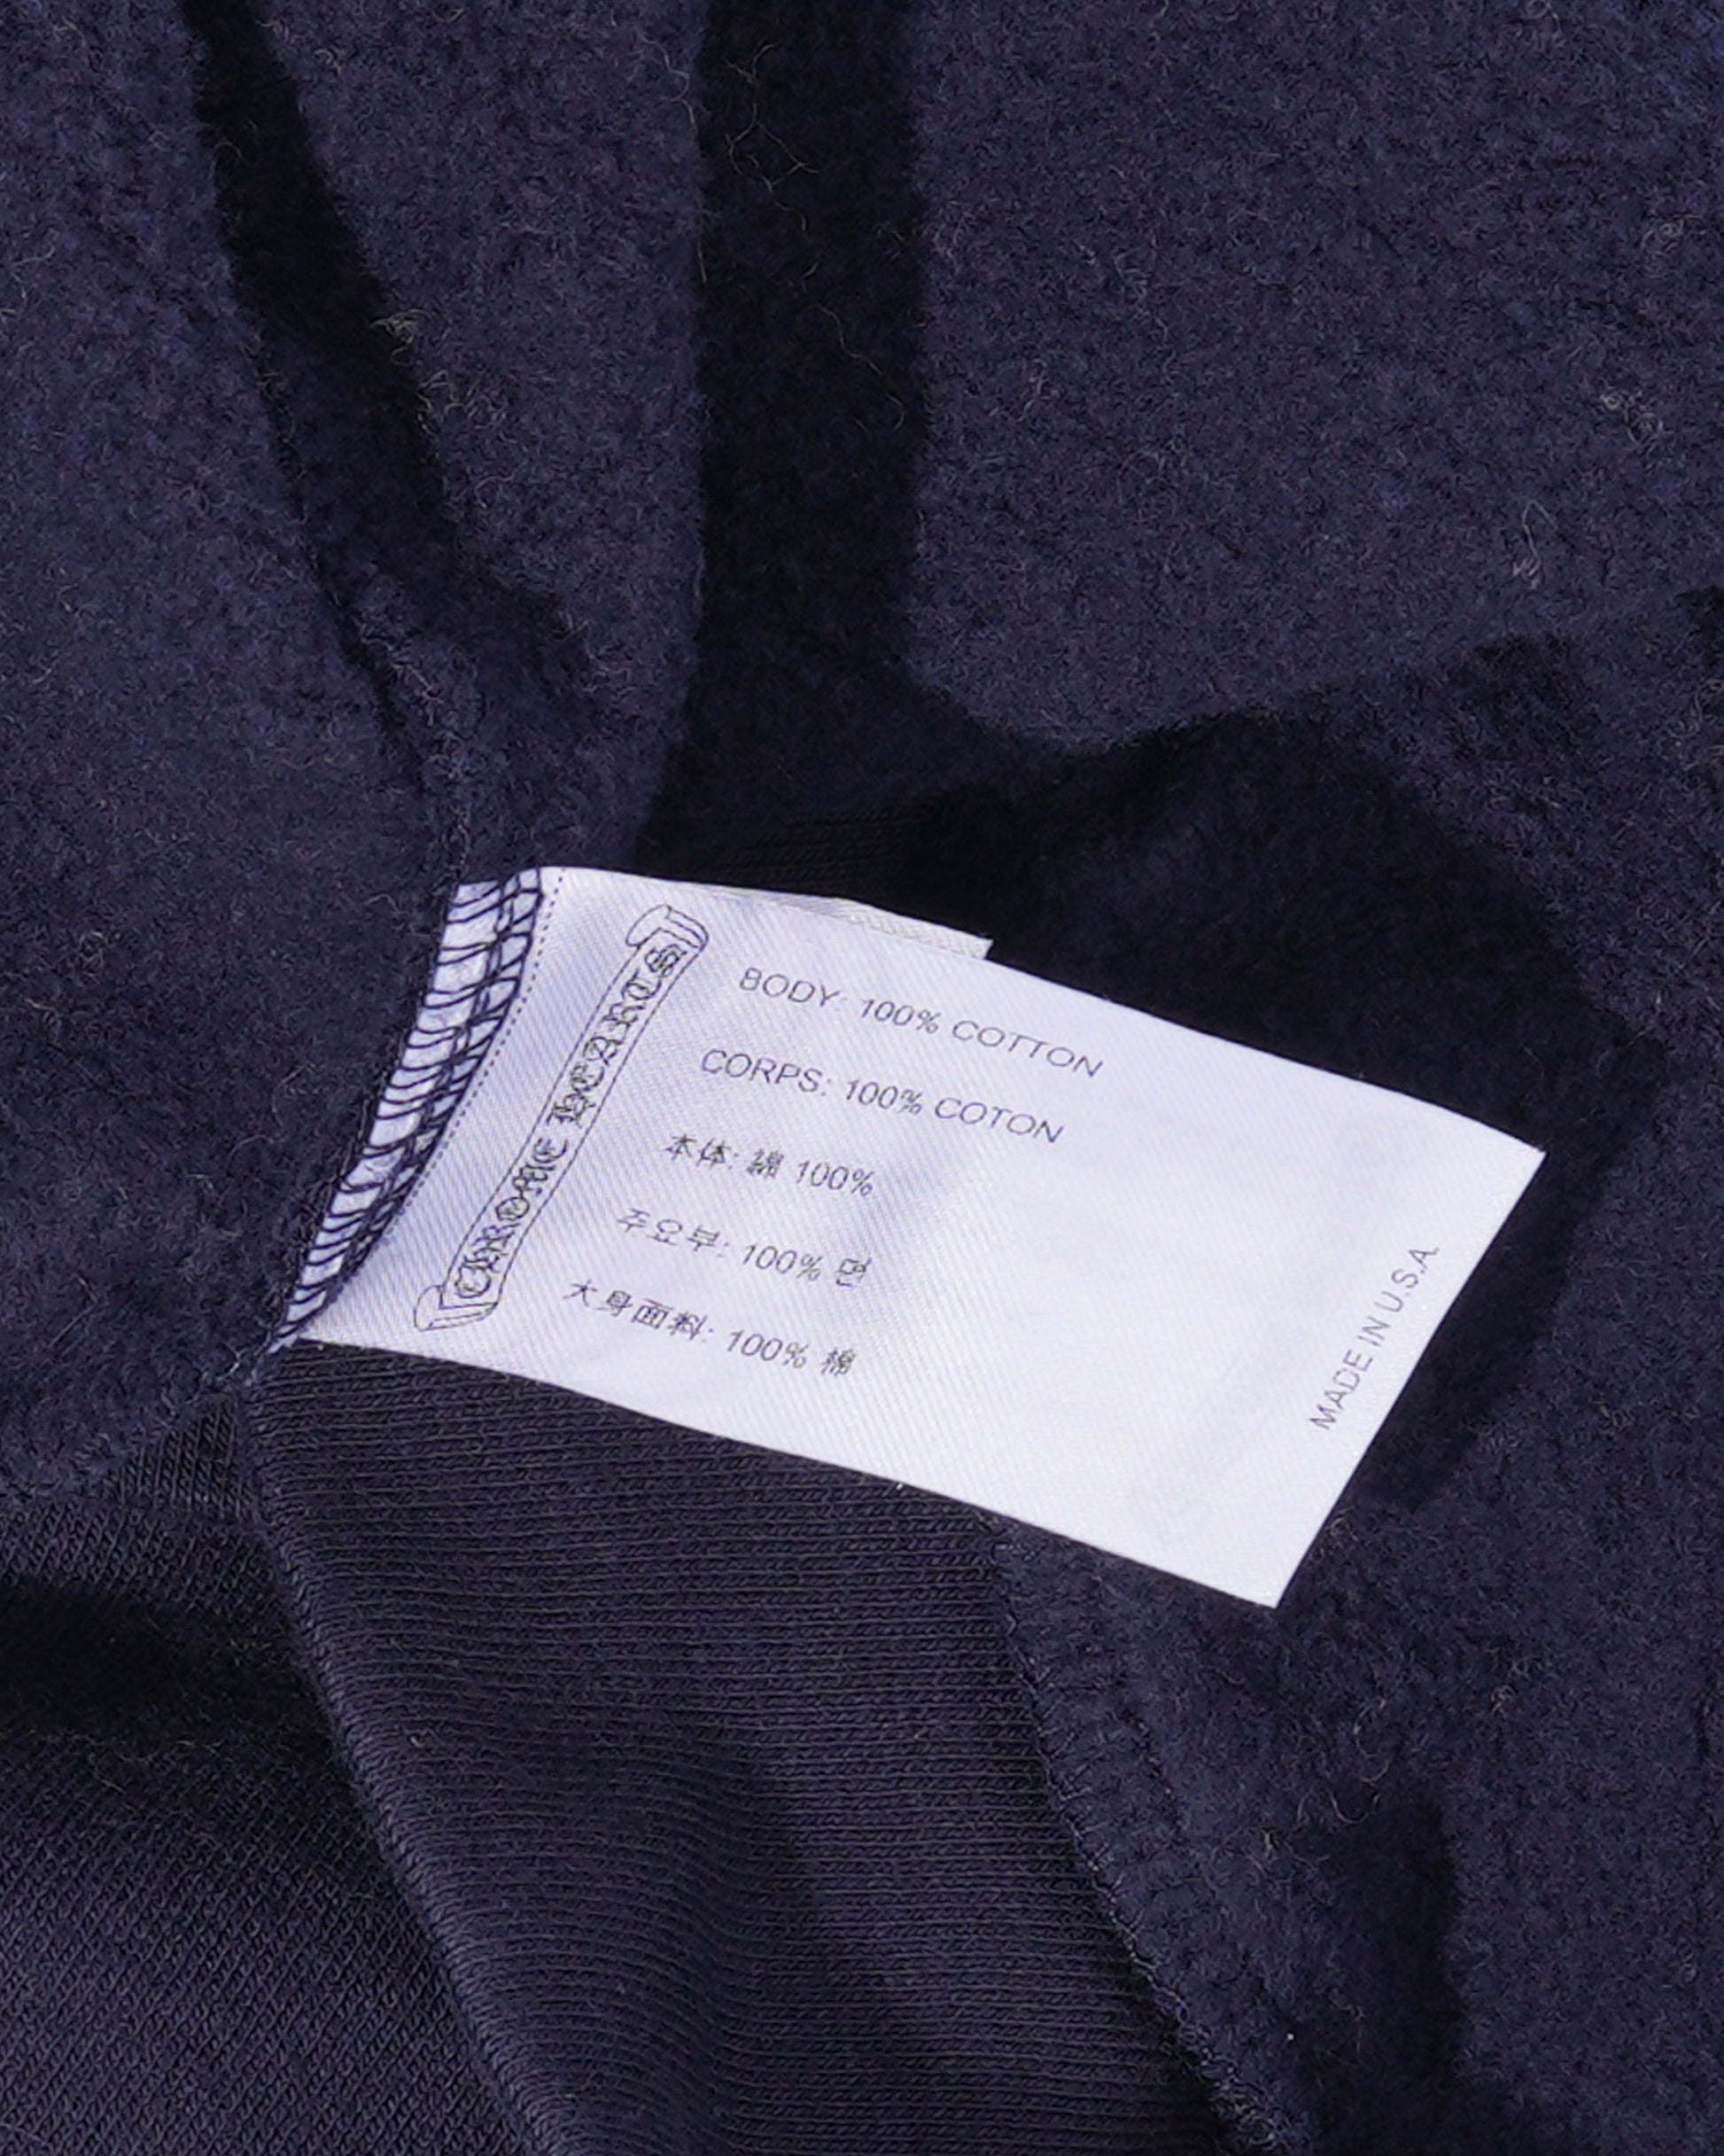 CHROME HEARTS
BODY: 100% COTTON
CORPS: 100% COTON
本体: 綿 100%
주요부: 100% 면
大身面料: 100% 綿
MADE IN U.S.A.